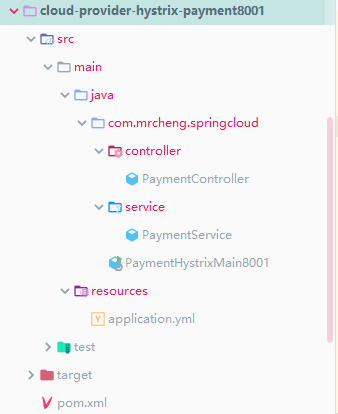 cloud-provider-hystrix-payment8001
src
main
java
com.mrcheng.springcloud
controller
PaymentController
service
PaymentService
PaymentHystrixMain8001
resources
application.yml
test
target
pom.xml